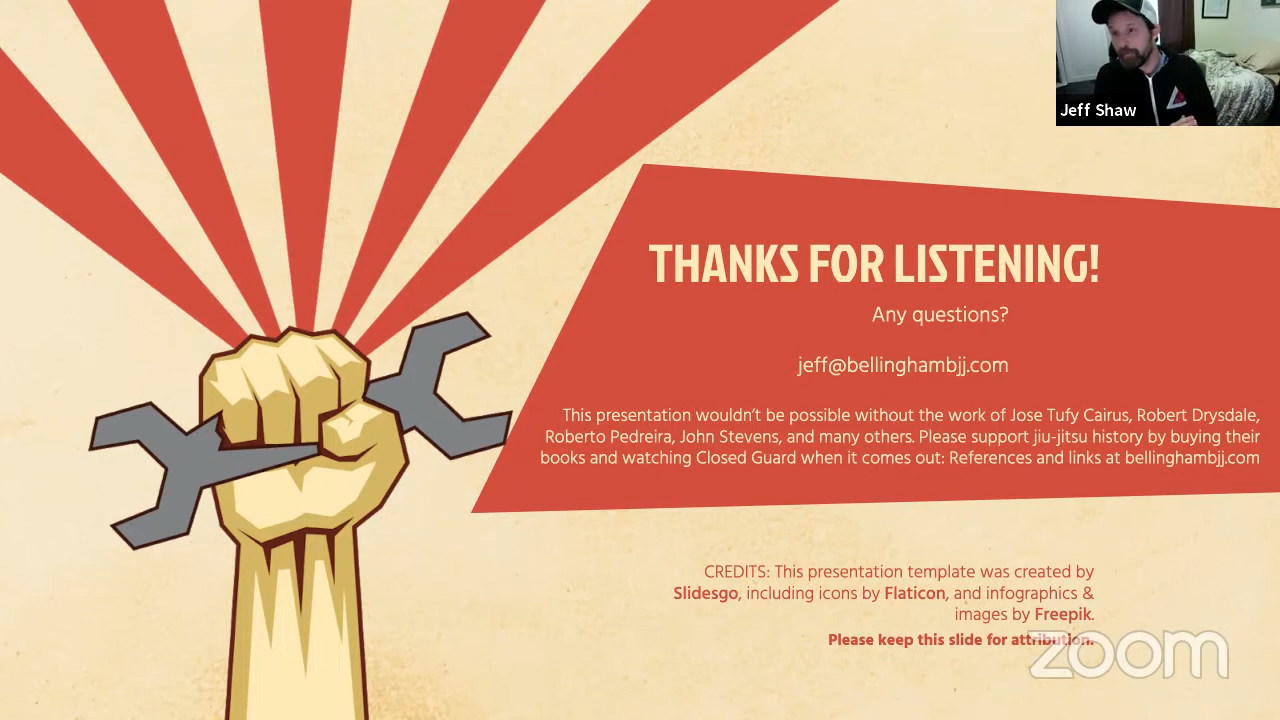 Jeff Shaw
THANKS FOR LISTENING!
Any questions?
jeff@bellinghambjj.com
This presentation wouldn't be possible without the work of Jose Tufy Cairus, Robert Drysdale,
Roberto Pedreira, John Stevens, and many others. Please support jiu-jitsu history by buying their
books and watching Closed Guard when it comes out: References and links at bellinghambjj.com
CREDITS: This presentation template was created by
Slidesgo, including icons by Flaticon, and infographics &
images by Freepik.
Please keep this slide for attribution.
zoom